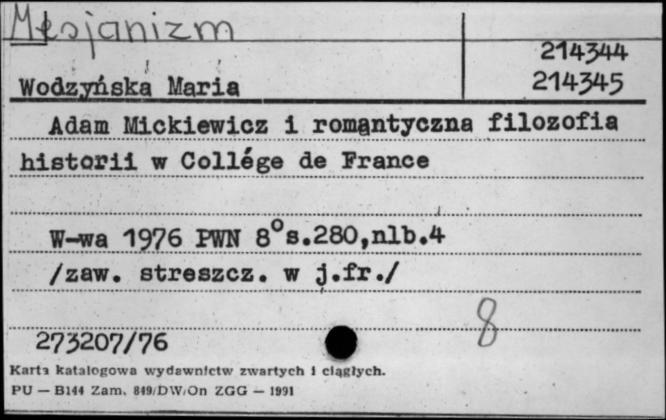 Mesjanizm
214344
Wodzyńska Maria 214345
Adam Mickiewicz i romantyczna filozofia
historii w Collége de France
W-wa 1976 PWN 8° s.280,nlb.4
/zaw. streszcz. w j.fr./
8
273207/76
Karta katalogowa wydawnictw zwartych i ciągłych.
PU — B144 Zam. 849/DW/On ZGG — 1991